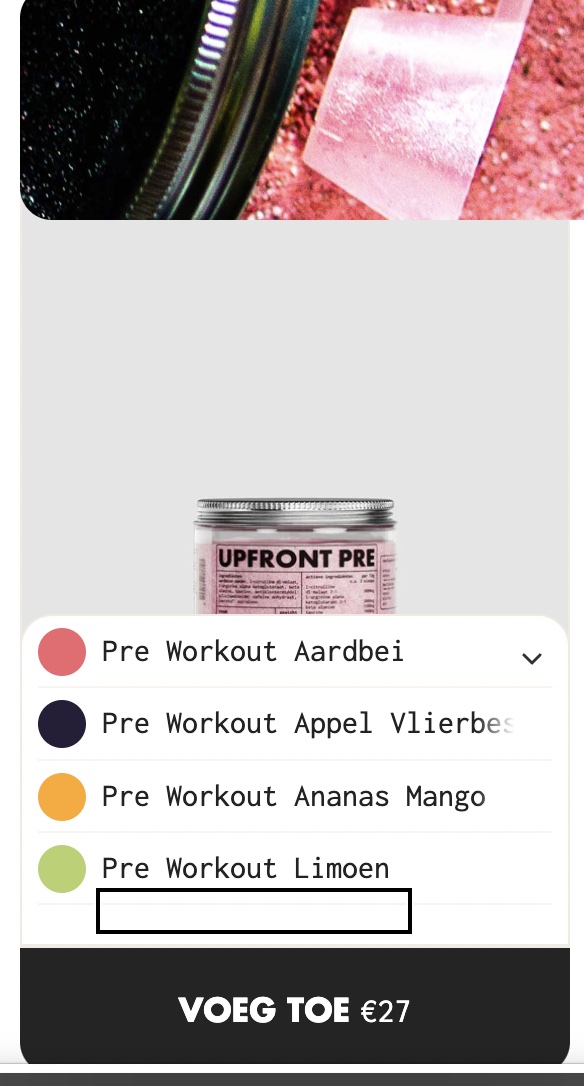 UPFRONT PRE
Pre Workout Aardbei
Pre Workout Appel Vlierbes
Pre Workout Ananas Mango
Pre Workout Limoen
VOEG TOE €27